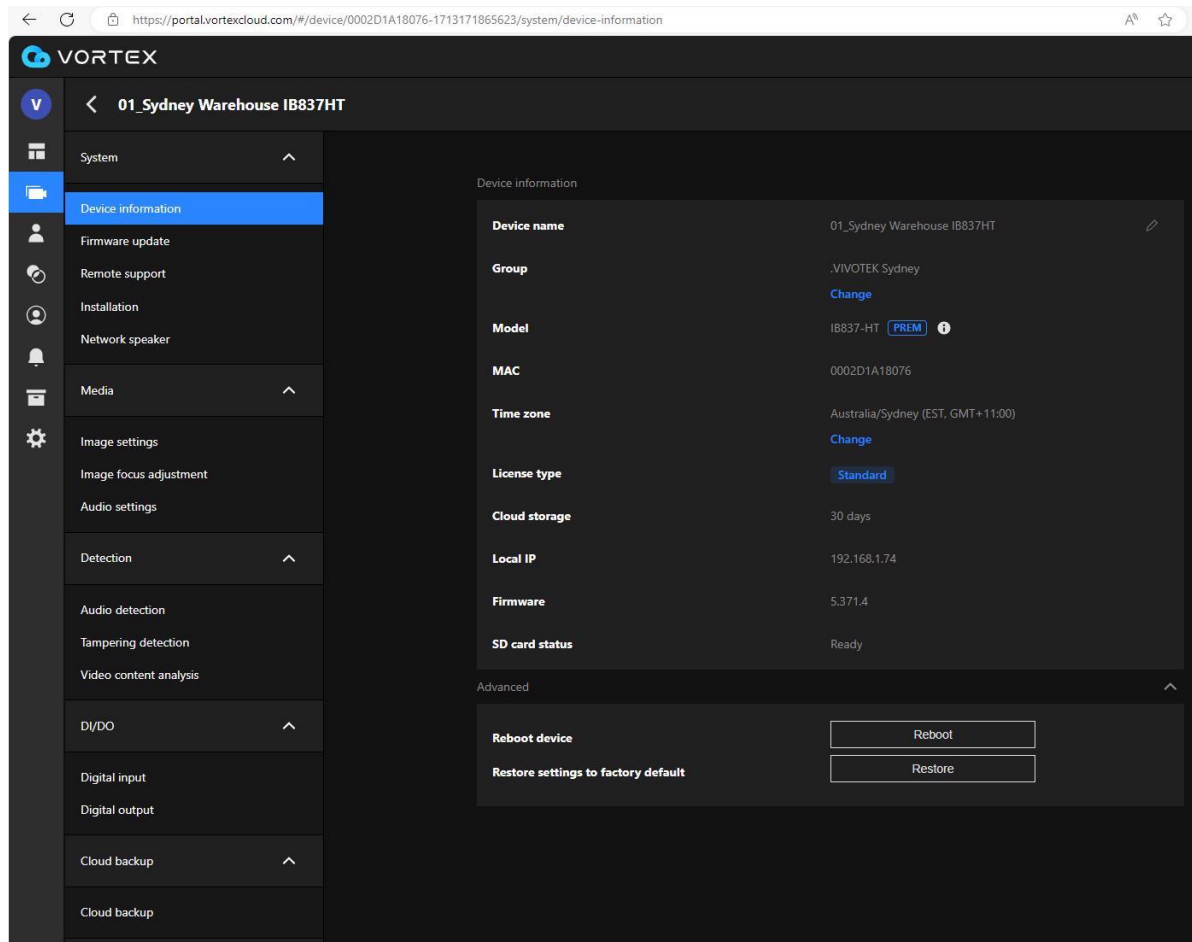 https://portal.vortexcloud.com/#/device/0002D1A18076-1713171865623/system/device-information
VORTEX
V
01_Sydney Warehouse IB837HT
System
Device information
Firmware update
Remote support
Installation
Network speaker
Media
Image settings
Image focus adjustment
Audio settings
Detection
Audio detection
Tampering detection
Video content analysis
DI/DO
Digital input
Digital output
Cloud backup
Cloud backup
Device information
Device name 01_Sydney Warehouse IB837HT
Group .VIVOTEK Sydney
Change
Model IB837-HT PREM
MAC 0002D1A18076
Time zone Australia/Sydney (EST, GMT+11:00)
Change
License type Standard
Cloud storage 30 days
Local IP 192.168.1.74
Firmware 5.371.4
SD card status Ready
Advanced
Reboot device Reboot
Restore settings to factory default Restore